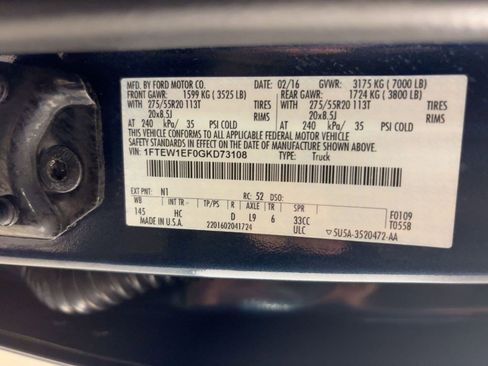 MFD. BY FORD MOTOR CO. DATE: 02/16 GVWR: 3175 KG ( 7000 LB)
FRONT GAWR: 1599 KG ( 3525 LB) REAR GAWR: 1724 KG ( 3800 LB)
WITH 275/55R20 113T TIRES WITH 275/55R20 113T TIRES
20x8.5J RIMS 20x8.5J RIMS
AT 240 kPa/ 35 PSI COLD AT 240 kPa/ 35 PSI COLD
THIS VEHICLE CONFORMS TO ALL APPLICABLE FEDERAL MOTOR VEHICLE
SAFETY STANDARDS IN EFFECT ON THE DATE OF MANUFACTURE SHOWN ABOVE.
VIN: 1FTEW1EF0GKD73108 TYPE: Truck
EXT PNT: N1 RC: 52 DSO:
WB INT TR TP/PS R AXLE TR SPR F0109
145 HC D L9 6 33CC T0558
MADE IN U.S.A. 2201602041724 ULC ▽5U5A-3520472-AA